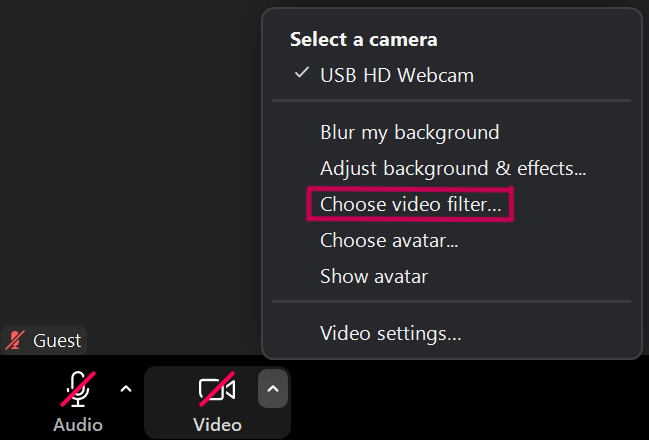 Select a camera
USB HD Webcam
Blur my background
Adjust background & effects...
Choose video filter...
Choose avatar...
Show avatar
Video settings...
Guest
Audio
Video